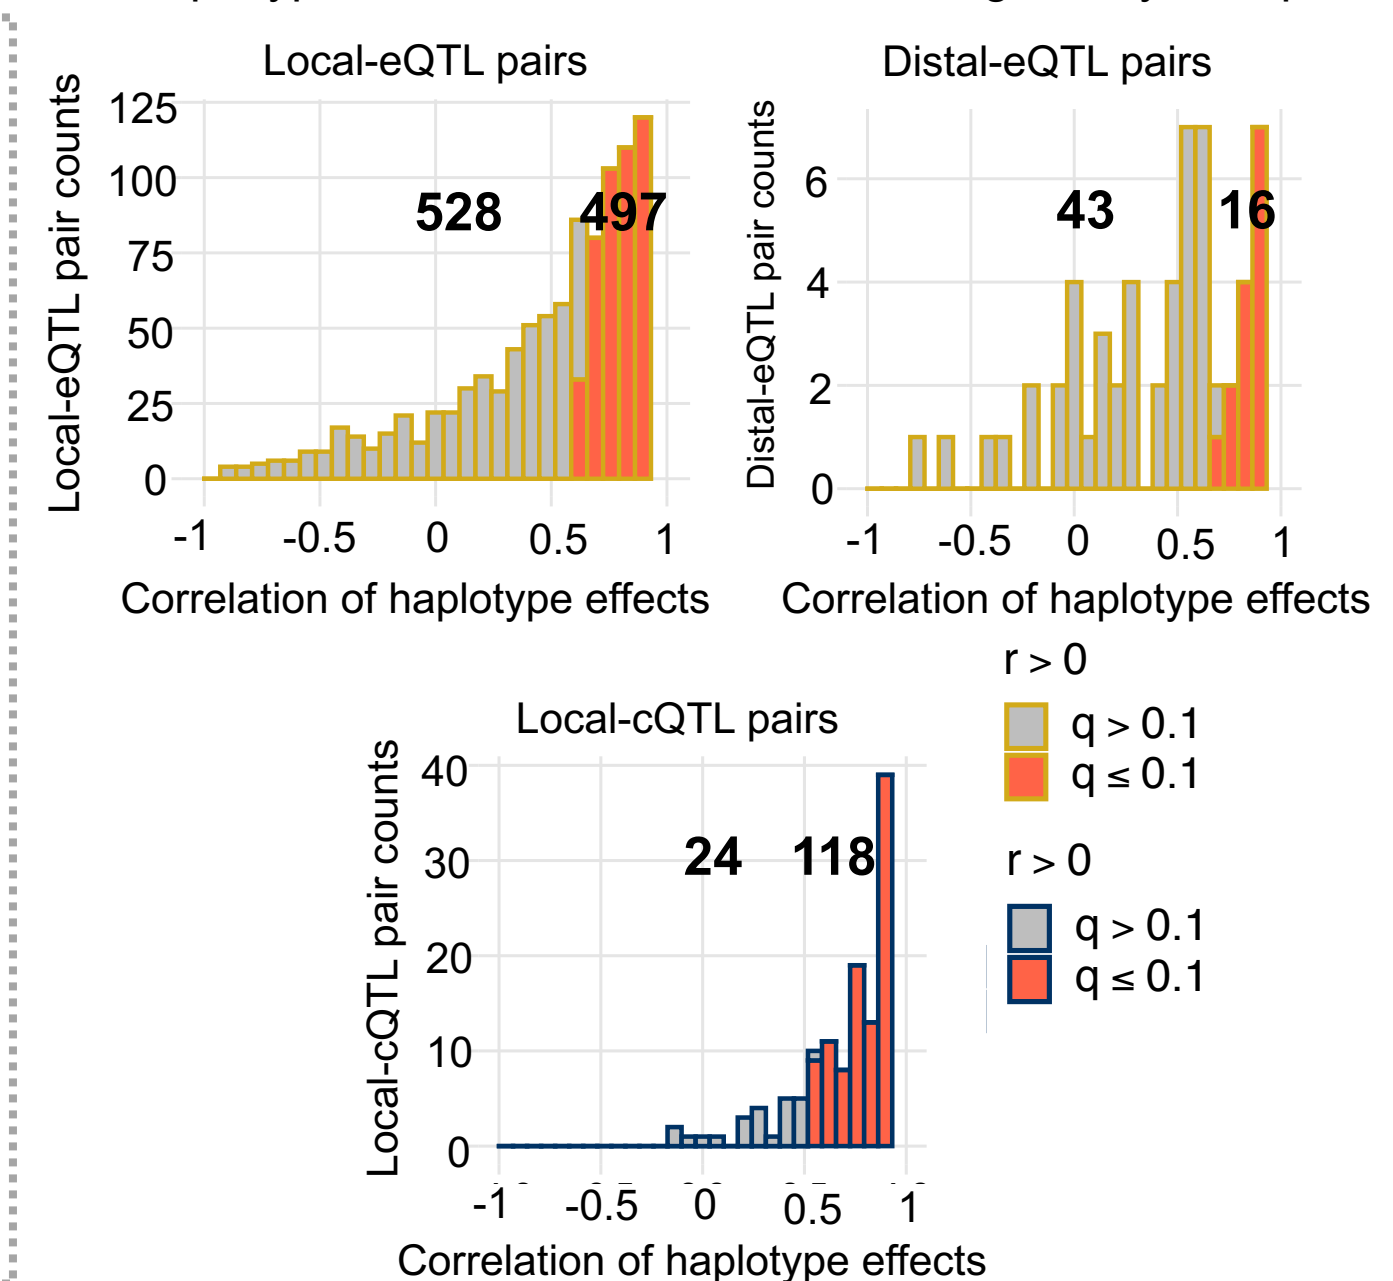 Local-eQTL pairs
Local-eQTL pair counts
125
100
75
50
25
0
528
497
-1
-0.5
0
0.5
1
Correlation of haplotype effects
Distal-eQTL pairs
Distal-eQTL pair counts
6
4
2
0
43
16
-1
-0.5
0
0.5
1
Correlation of haplotype effects
r > 0
q > 0.1
q ≤ 0.1
r > 0
q > 0.1
q ≤ 0.1
Local-cQTL pairs
Local-cQTL pair counts
40
30
20
10
0
24
118
-1
-0.5
0
0.5
1
Correlation of haplotype effects